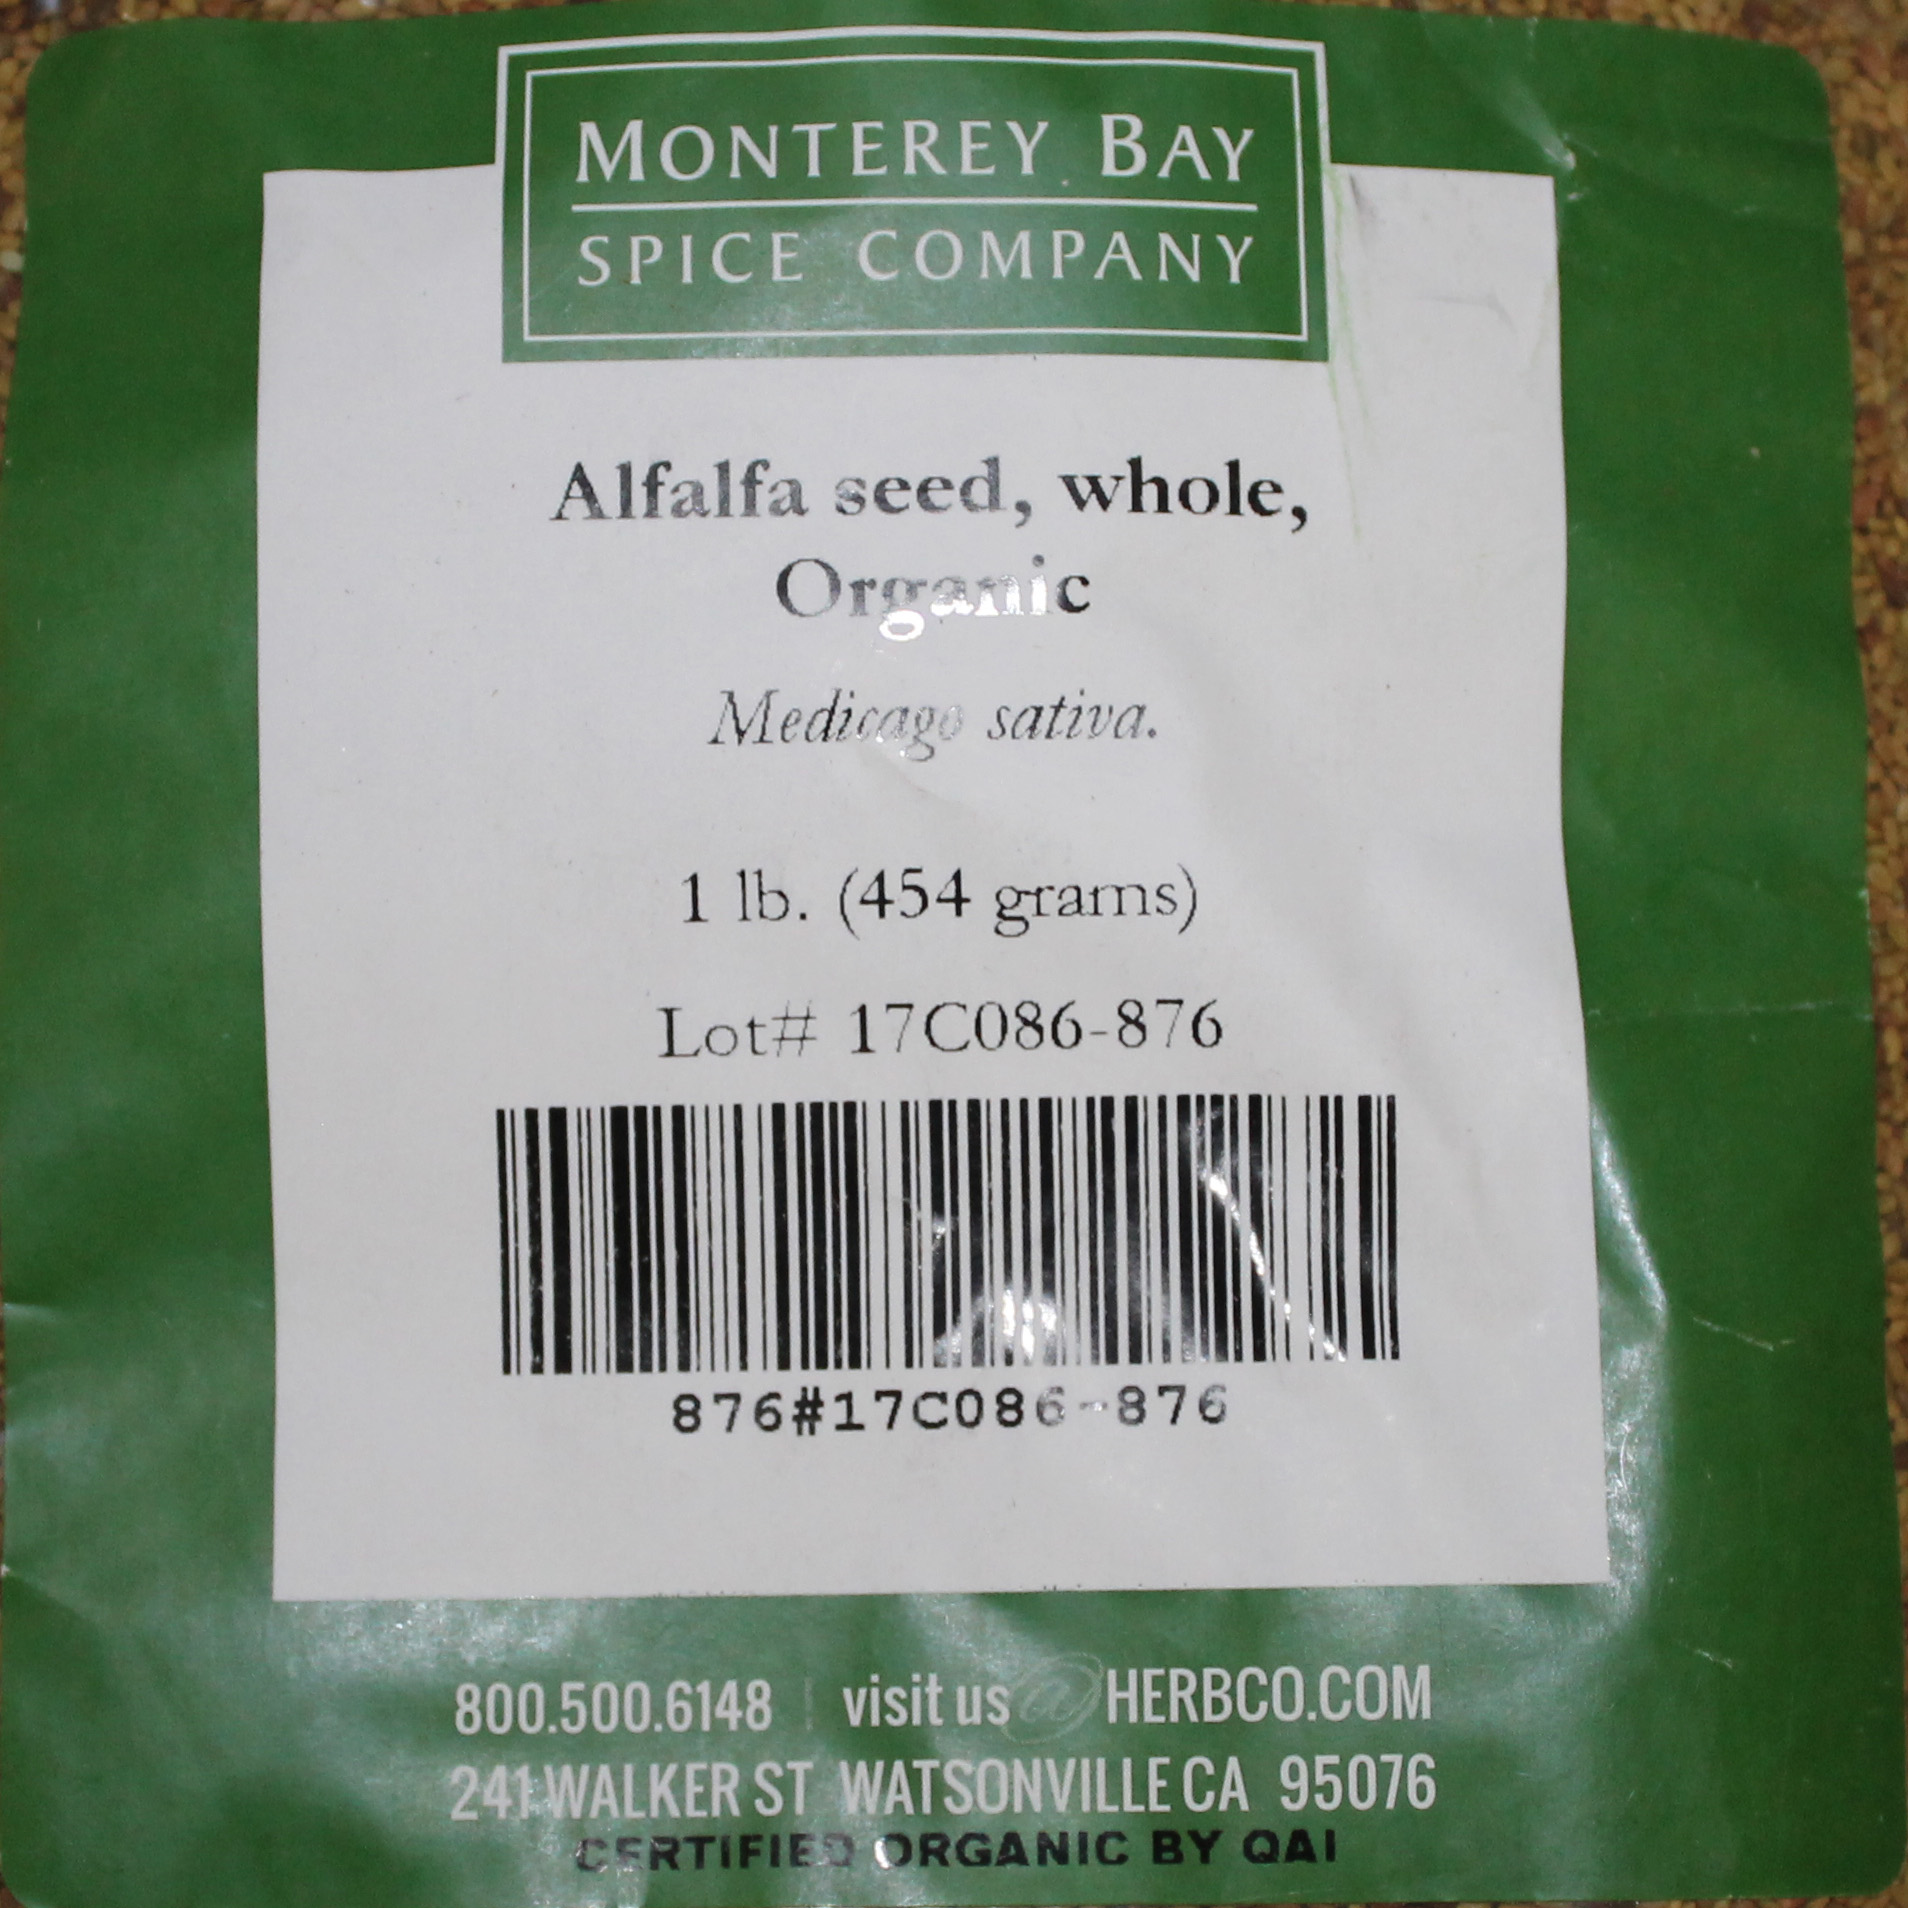 MONTEREY BAY
SPICE COMPANY
Alfalfa seed, whole,
Organic
Medicago sativa.
1 lb. (454 grams)
Lot# 17C086-876
876#17C086-876
800.500.6148 | visit us @ HERBCO.COM
241 WALKER ST WATSONVILLE CA 95076
CERTIFIED ORGANIC BY QAI